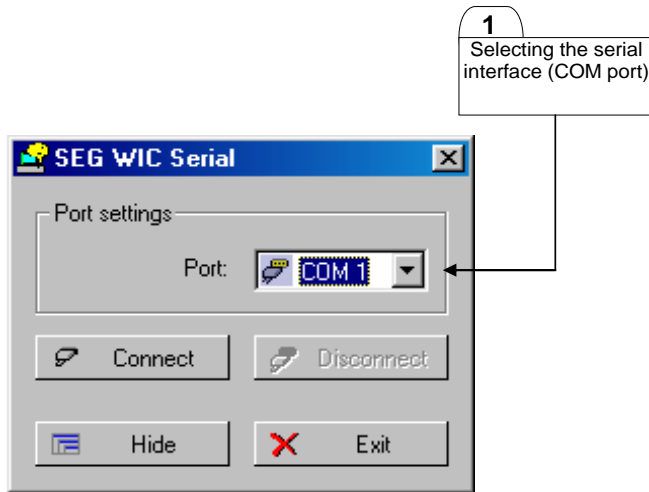 1
Selecting the serial
interface (COM port)
SEG WIC Serial
Port settings
Port: COM 1
Connect Disconnect
Hide Exit